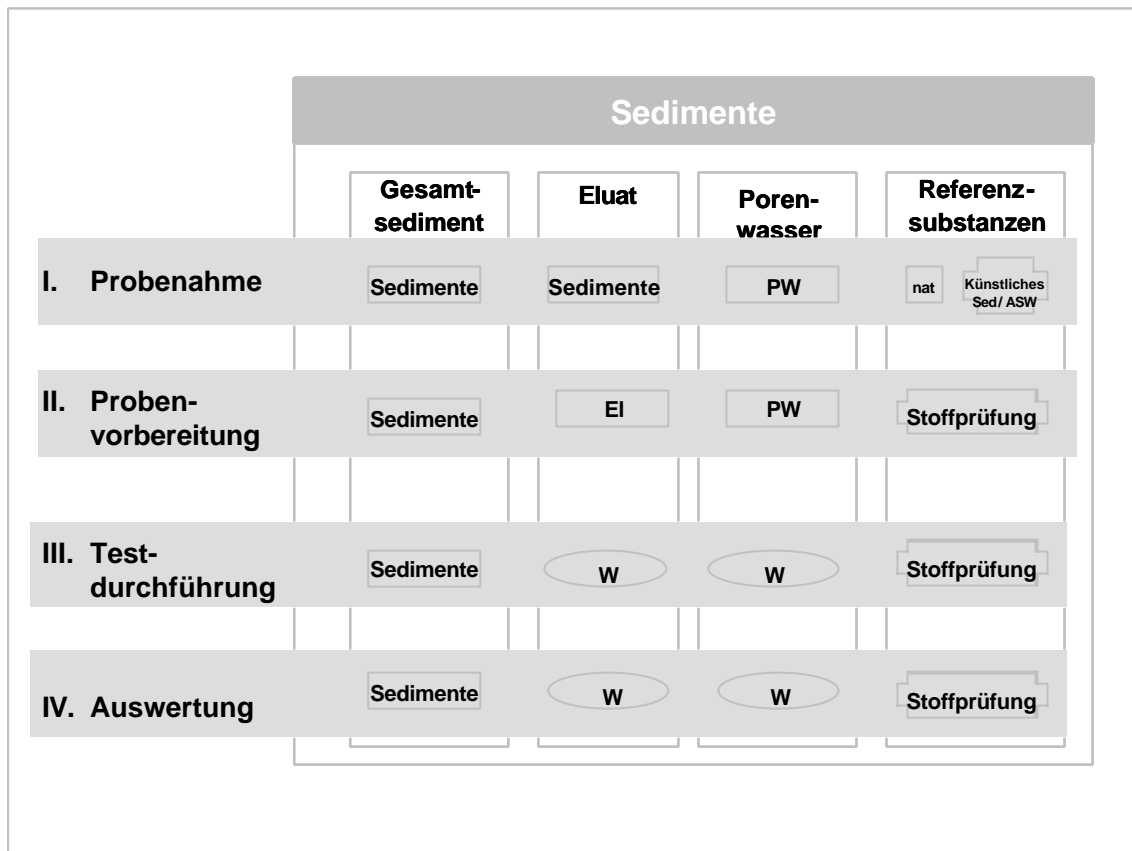 Sedimente
Gesamt-
sediment
Eluat
Poren-
wasser
Referenz-
substanzen
I. Probenahme
Sedimente
Sedimente
PW
nat
Künstliches
Sed/ ASW
II. Proben-
vorbereitung
Sedimente
El
PW
Stoffprüfung
III. Test-
durchführung
Sedimente
W
W
Stoffprüfung
IV. Auswertung
Sedimente
W
W
Stoffprüfung